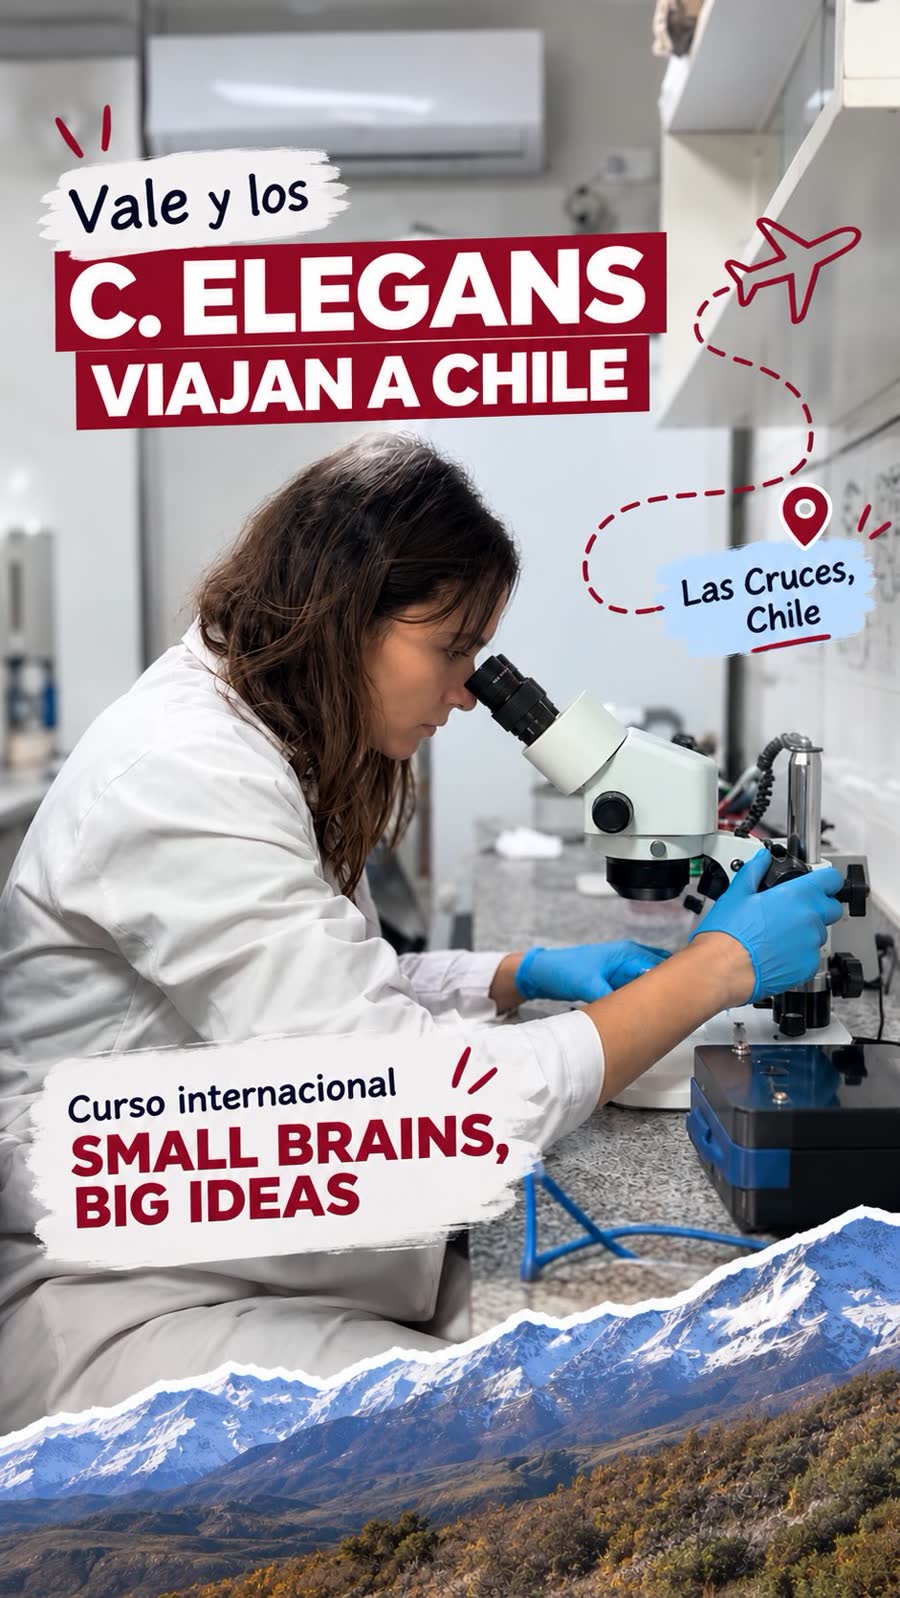 Vale y los
C. ELEGANS
VIAJAN A CHILE
Las Cruces,
Chile
Curso internacional
SMALL BRAINS,
BIG IDEAS